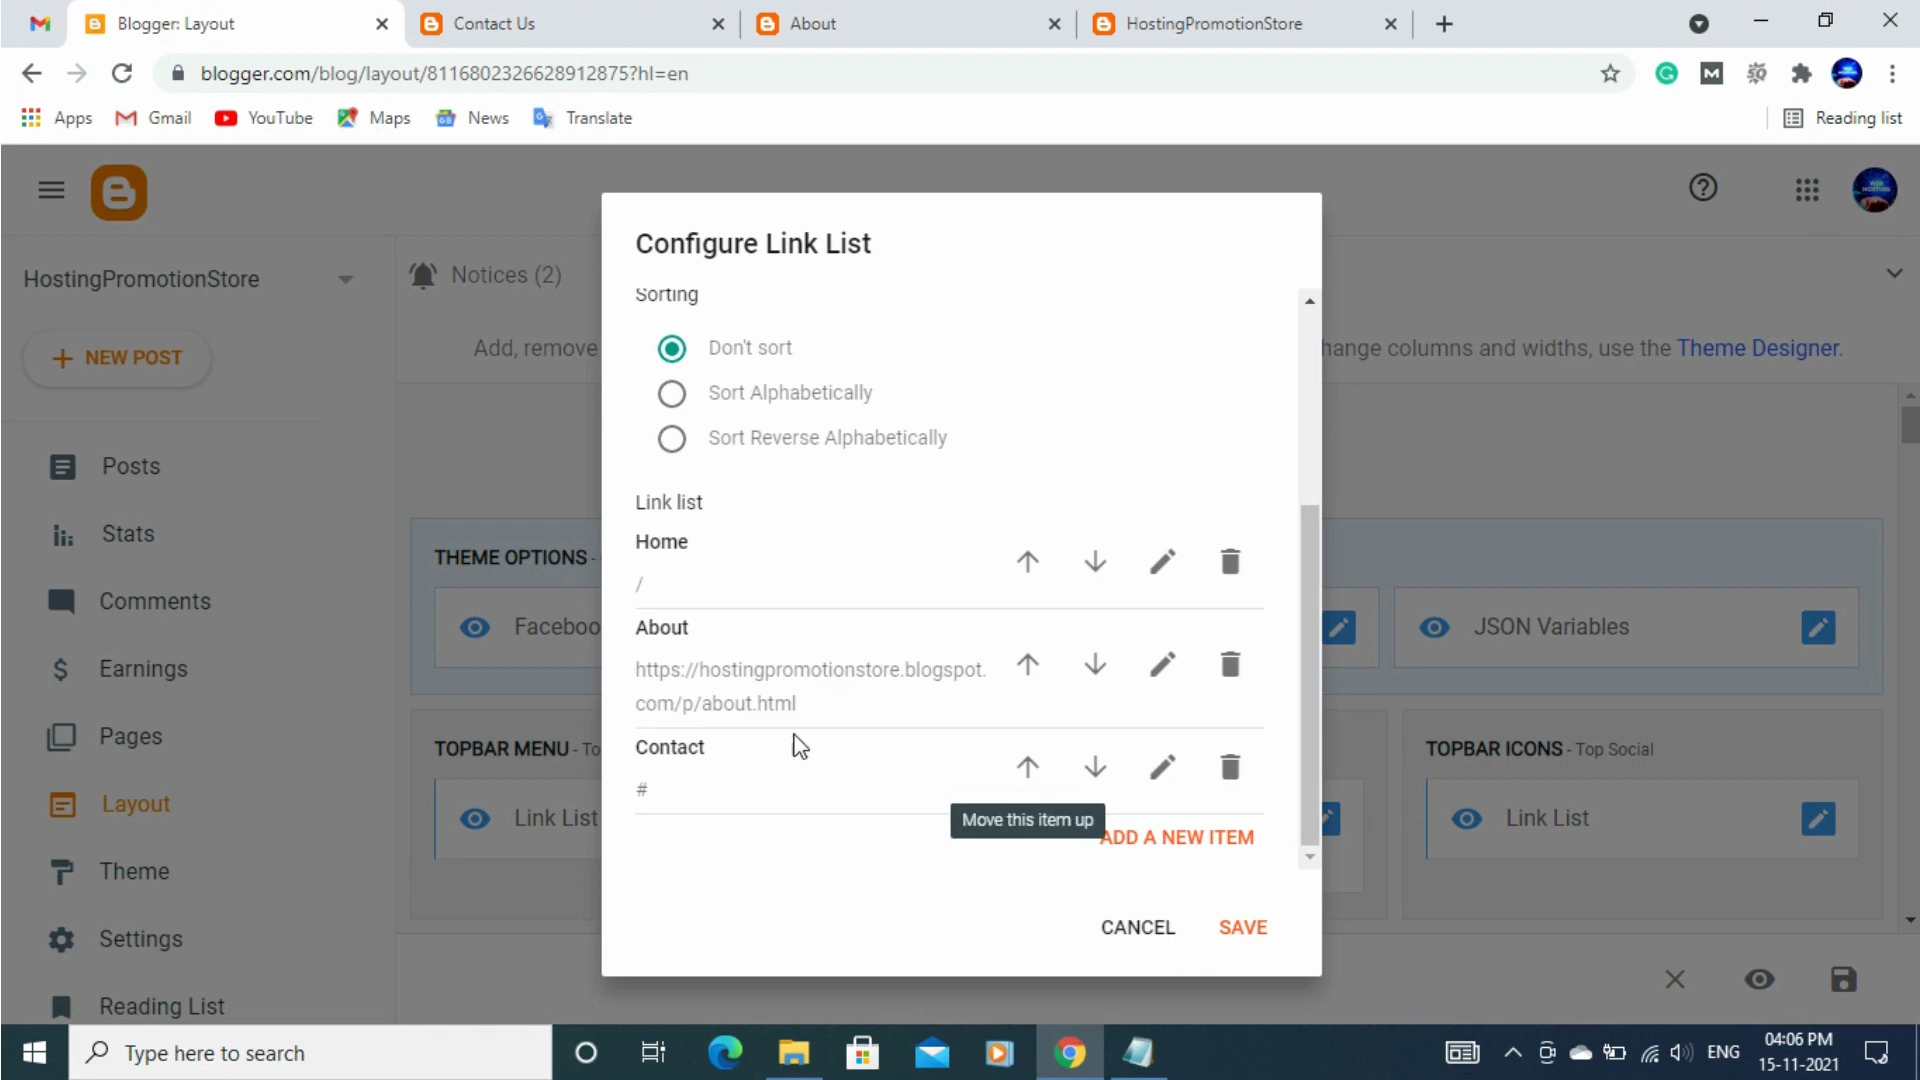 Blogger: Layout
Contact Us
About
HostingPromotionStore
blogger.com/blog/layout/8116802326628912875?hl=en
Apps
Gmail
YouTube
Maps
News
Translate
Reading list
Configure Link List
HostingPromotionStore
Notices (2)
Sorting
NEW POST
Add, remove
Don't sort
hange columns and widths, use the Theme Designer.
Sort Alphabetically
Sort Reverse Alphabetically
Posts
Link list
Stats
Home
/
THEME OPTIONS -
Comments
About
Faceboo
JSON Variables
Earnings
https://hostingpromotionstore.blogspot.
com/p/about.html
Pages
TOPBAR MENU - To
Contact
#
TOPBAR ICONS - Top Social
Layout
Link List
Move this item up
Link List
ADD A NEW ITEM
Theme
CANCEL
SAVE
Settings
Reading List
Type here to search
ENG
04:06 PM
15-11-2021